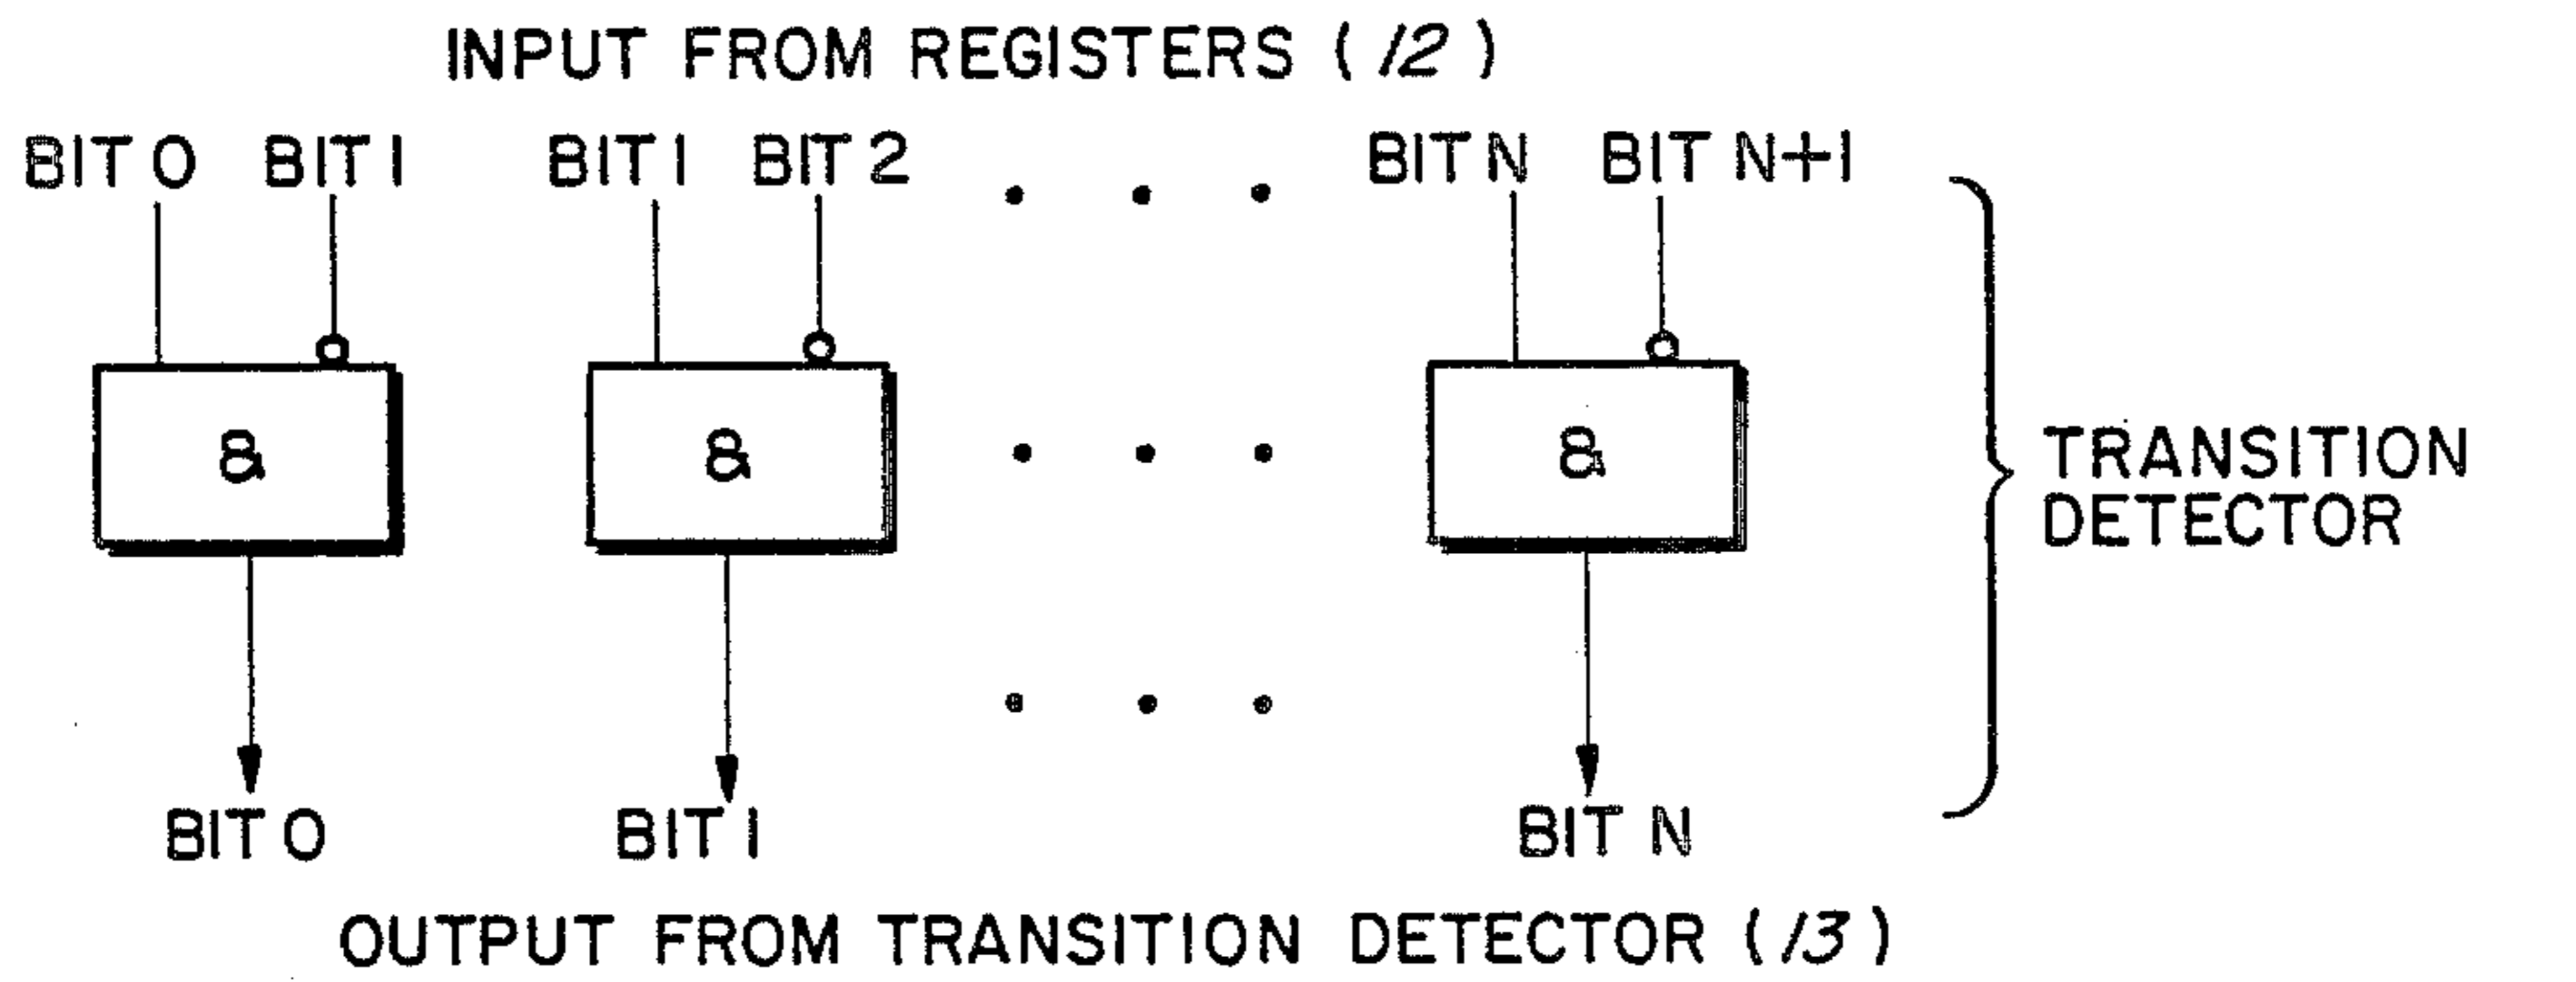 INPUT FROM REGISTERS (12)
BIT 0 BIT 1 BIT 1 BIT 2 BIT N BIT N+1
& & &
TRANSITION
DETECTOR
BIT 0 BIT 1 BIT N
OUTPUT FROM TRANSITION DETECTOR (13)